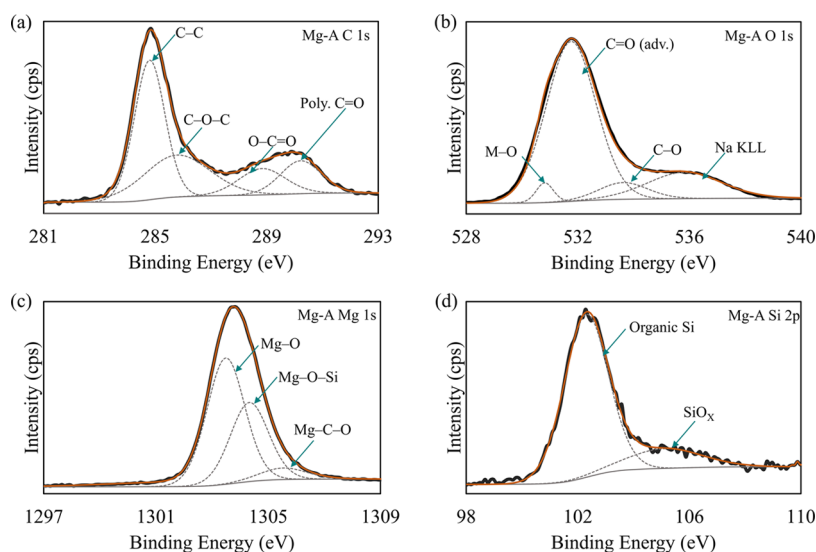 (a)
Mg-A C 1s
C–C
C–O–C
O–C=O
Poly. C=O
Intensity (cps)
281 285 289 293
Binding Energy (eV)
(b)
Mg-A O 1s
C=O (adv.)
M–O
C–O
Na KLL
Intensity (cps)
528 532 536 540
Binding Energy (eV)
(c)
Mg-A Mg 1s
Mg–O
Mg–O–Si
Mg–C–O
Intensity (cps)
1297 1301 1305 1309
Binding Energy (eV)
(d)
Mg-A Si 2p
Organic Si
SiOX
Intensity (cps)
98 102 106 110
Binding Energy (eV)